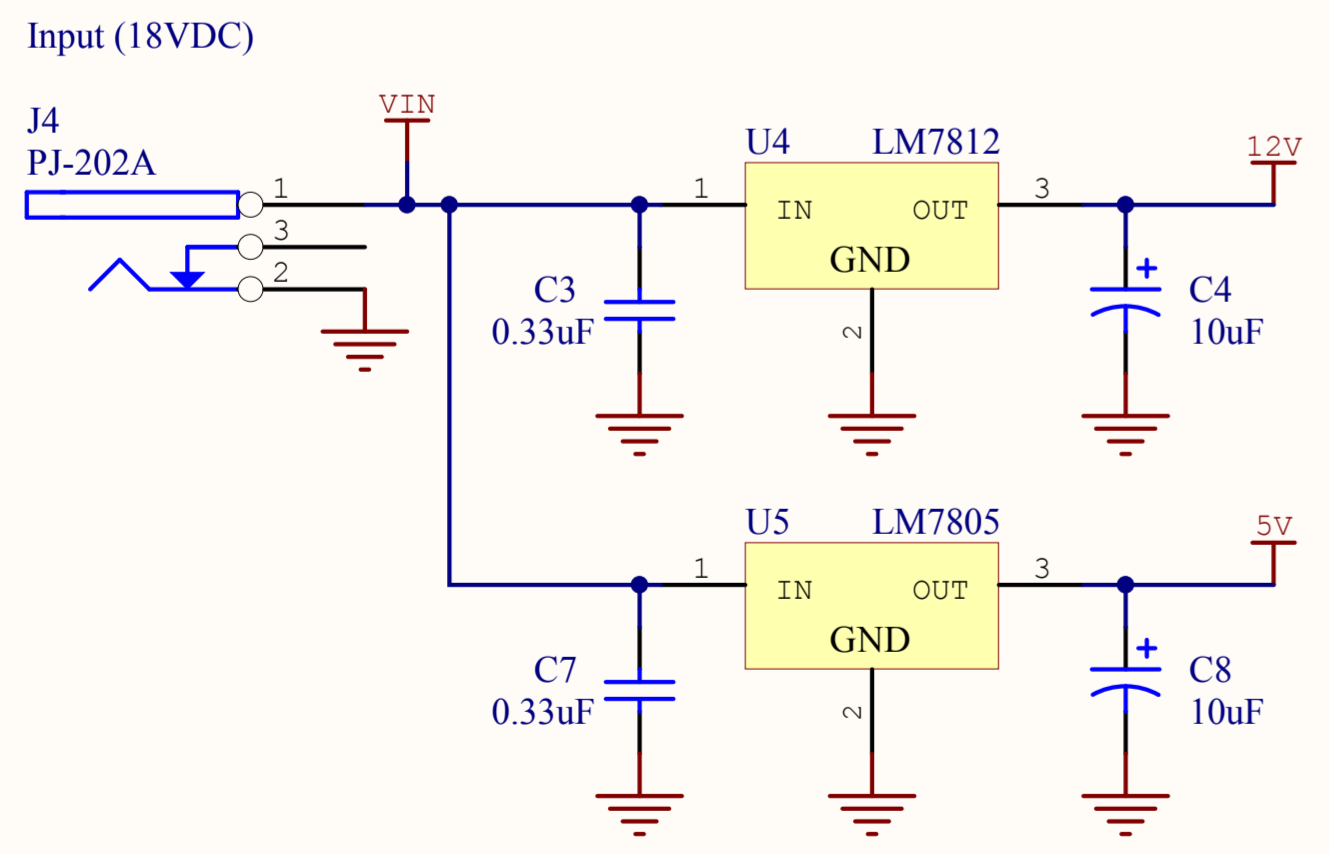 Input (18VDC)
J4
PJ-202A
1
3
2
VIN
C3
0.33uF
U4 LM7812
1
IN OUT
GND
3
2
12V
+
C4
10uF
C7
0.33uF
U5 LM7805
1
IN OUT
GND
3
2
5V
+
C8
10uF